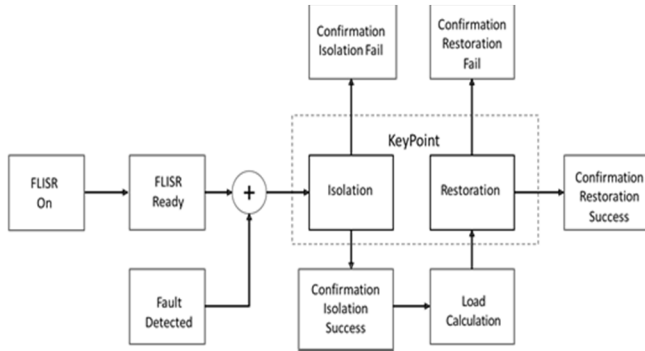 Confirmation
Isolation Fail
Confirmation
Restoration
Fail
KeyPoint
FLISR
On
FLISR
Ready
+
Isolation
Restoration
Confirmation
Restoration
Success
Fault
Detected
Confirmation
Isolation
Success
Load
Calculation